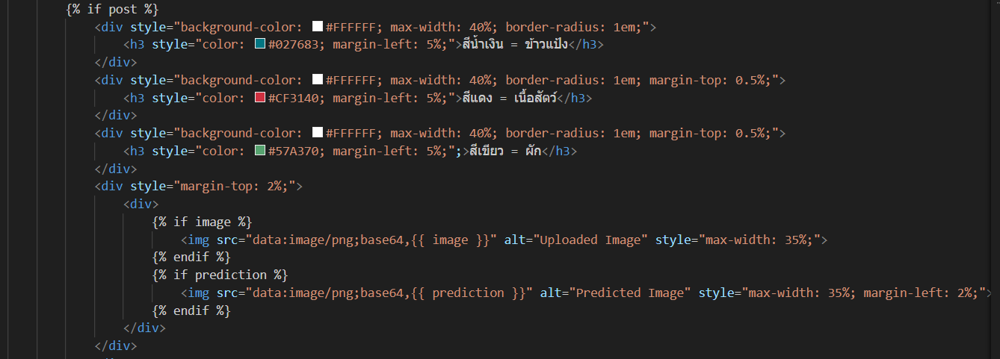 {% if post %}
<div style="background-color: #FFFFFF; max-width: 40%; border-radius: 1em;">
<h3 style="color: #027683; margin-left: 5%;">สีน้ำเงิน = ข้าวแป้ง</h3>
</div>
<div style="background-color: #FFFFFF; max-width: 40%; border-radius: 1em; margin-top: 0.5%;">
<h3 style="color: #CF3140; margin-left: 5%;">สีแดง = เนื้อสัตว์</h3>
</div>
<div style="background-color: #FFFFFF; max-width: 40%; border-radius: 1em; margin-top: 0.5%;">
<h3 style="color: #57A370; margin-left: 5%;";>สีเขียว = ผัก</h3>
</div>
<div style="margin-top: 2%;">
<div>
{% if image %}
<img src="data:image/png;base64,{{ image }}" alt="Uploaded Image" style="max-width: 35%;">
{% endif %}
{% if prediction %}
<img src="data:image/png;base64,{{ prediction }}" alt="Predicted Image" style="max-width: 35%; margin-left: 2%;">
{% endif %}
</div>
</div>